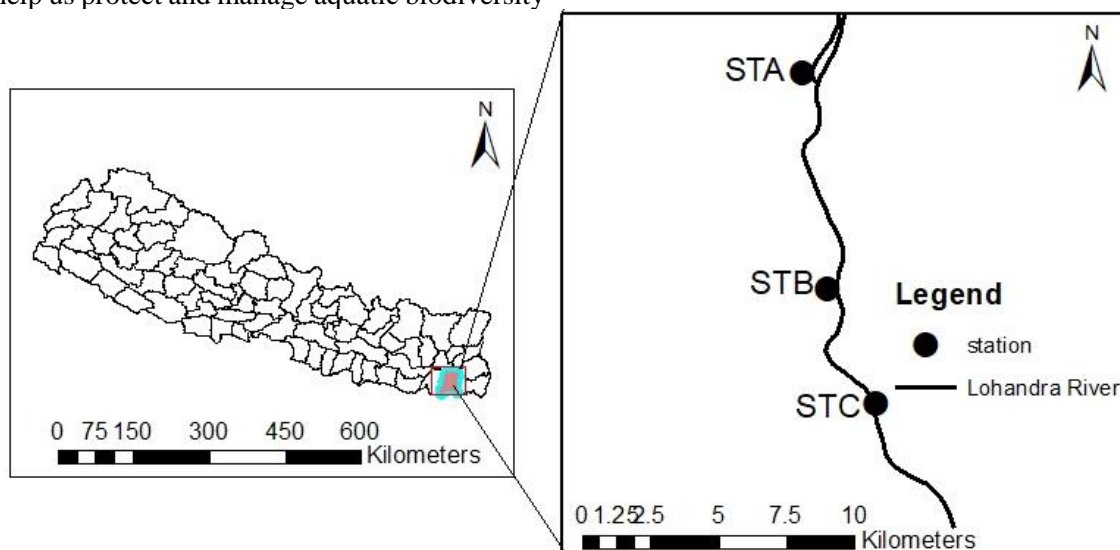 help us protect and manage aquatic biodiversity
N
0 75 150 300 450 600
Kilometers
N
STA
STB
STC
Legend
station
Lohandra River
0 1.25 2.5 5 7.5 10
Kilometers